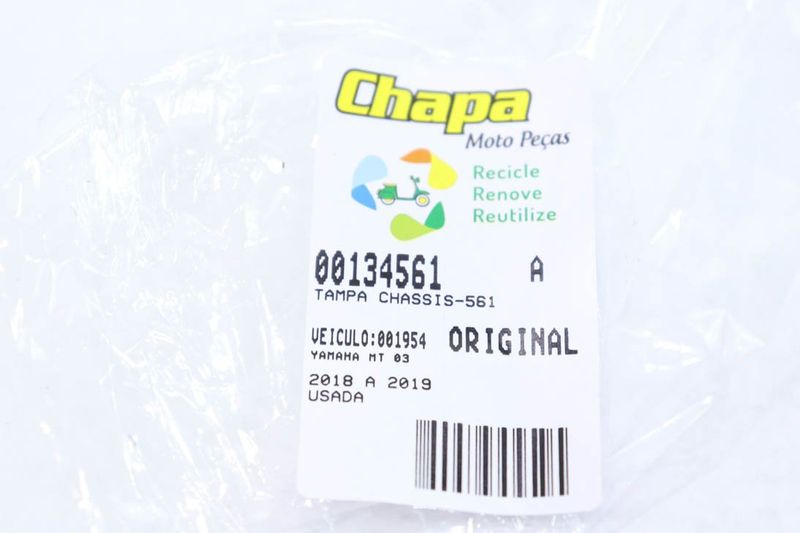 Chapa
Moto Peças
Recicle
Renove
Reutilize
00134561 A
TAMPA CHASSIS-561
VEICULO:001954 ORIGINAL
YAMAHA MT 03
2018 A 2019
USADA